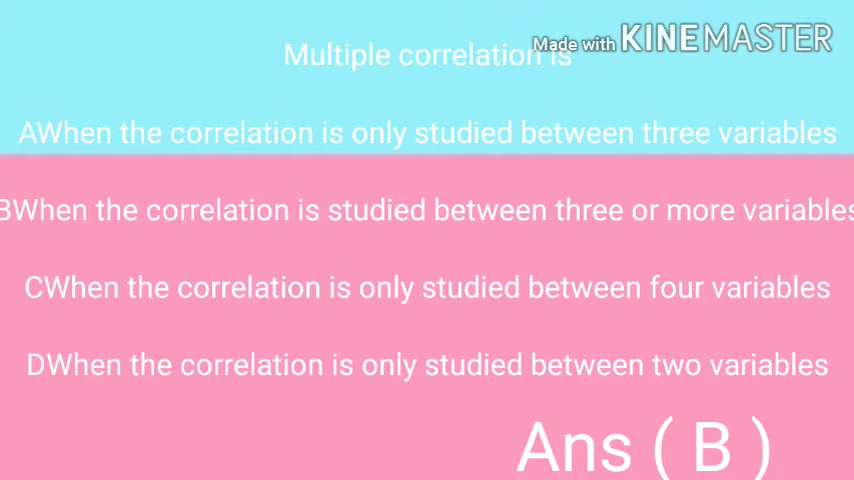 Multiple correlation is
Made with KINEMASTER
AWhen the correlation is only studied between three variables
BWhen the correlation is studied between three or more variables
CWhen the correlation is only studied between four variables
DWhen the correlation is only studied between two variables
Ans ( B )